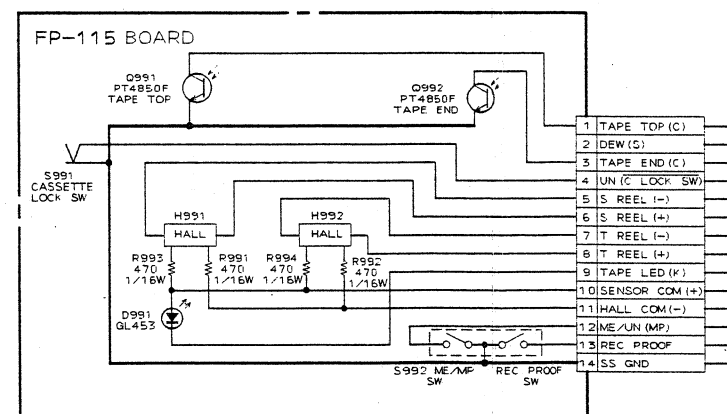 FP-115 BOARD
Q991
PT4850F
TAPE TOP
Q992
PT4850F
TAPE END
S991
CASSETTE
LOCK SW
H991
HALL
H992
HALL
R993
470
1/16W
R991
470
1/16W
R994
470
1/16W
R992
470
1/16W
D991
GL453
S992 ME/MP
SW
REC PROOF
SW
1 TAPE TOP (C)
2 DEW (S)
3 TAPE END (C)
4 UN (C LOCK SW)
5 S REEL (-)
6 S REEL (+)
7 T REEL (-)
8 T REEL (+)
9 TAPE LED (K)
10 SENSOR COM (+)
11 HALL COM (-)
12 ME/UN (MP)
13 REC PROOF
14 SS GND